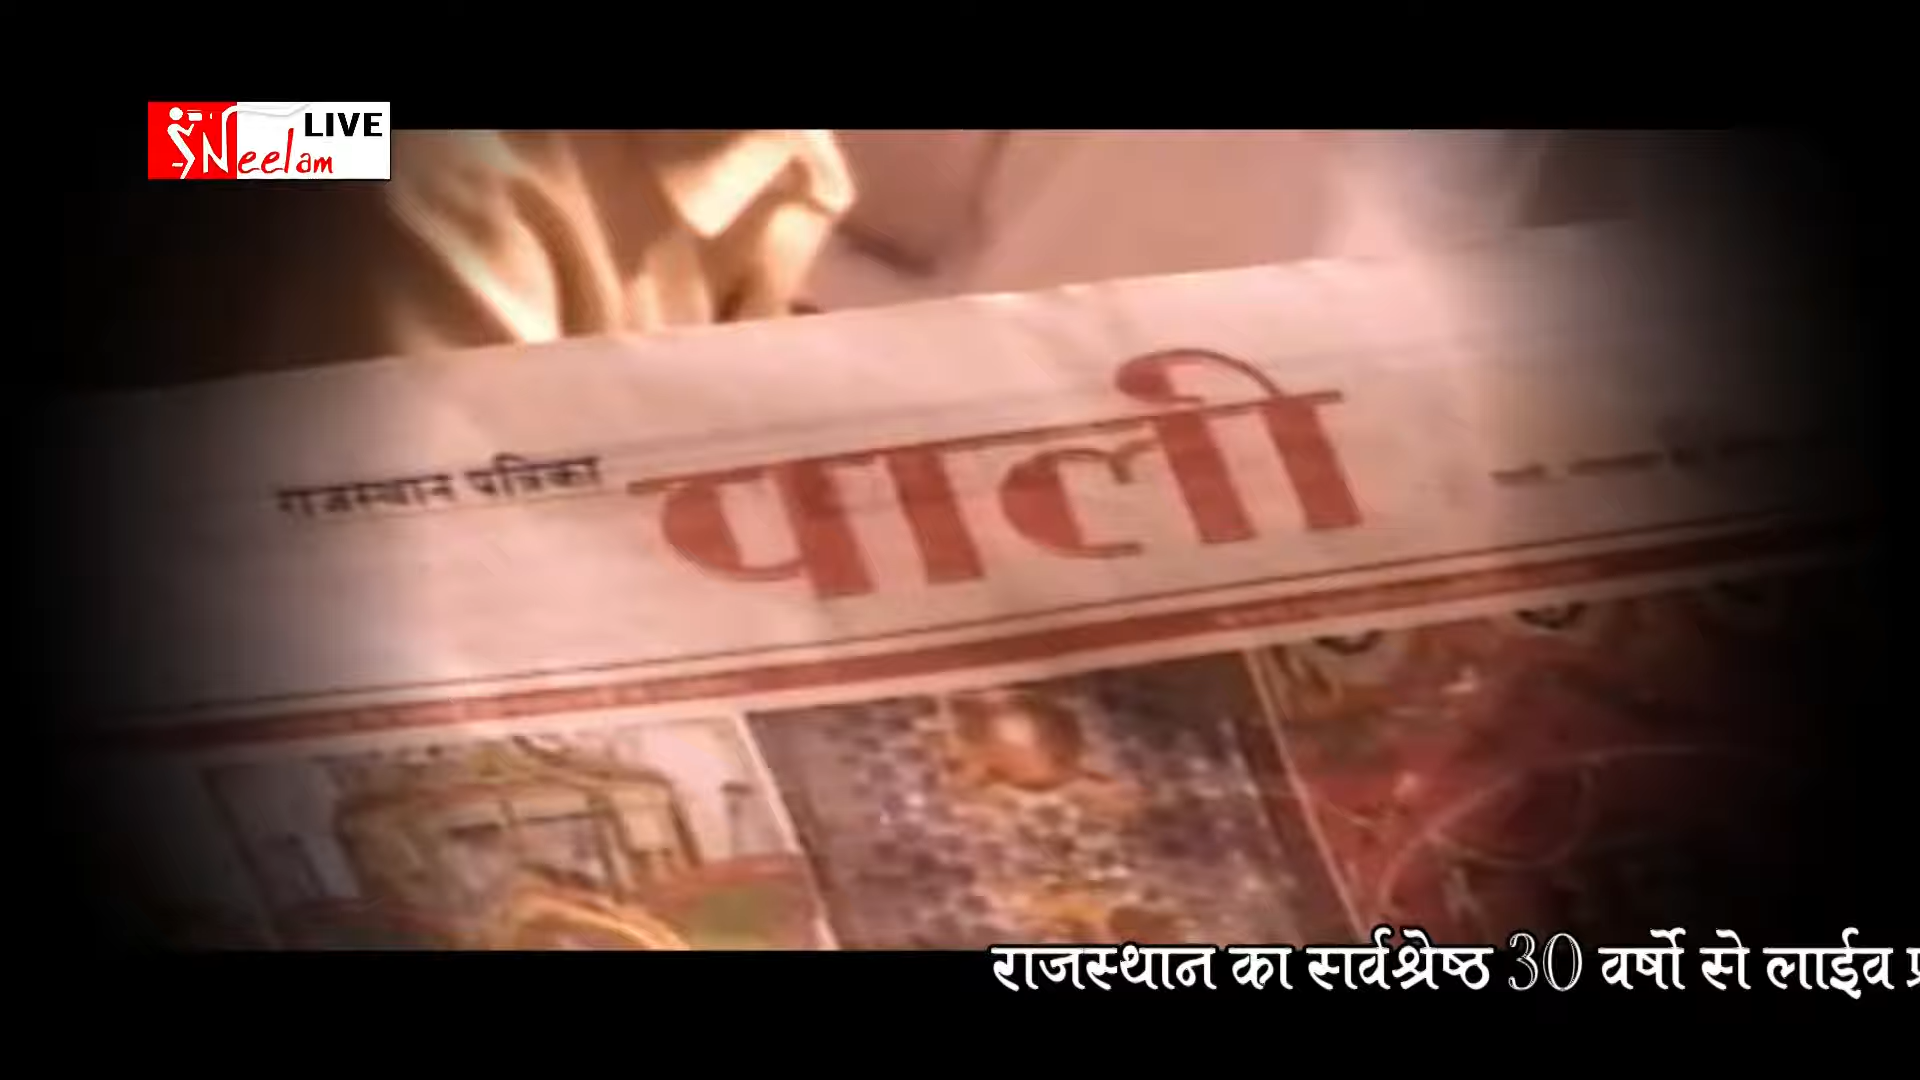 Neelam LIVE
राजस्थान पत्रिका
पाली
राजस्थान का सर्वश्रेष्ठ 30 वर्षो से लाईव